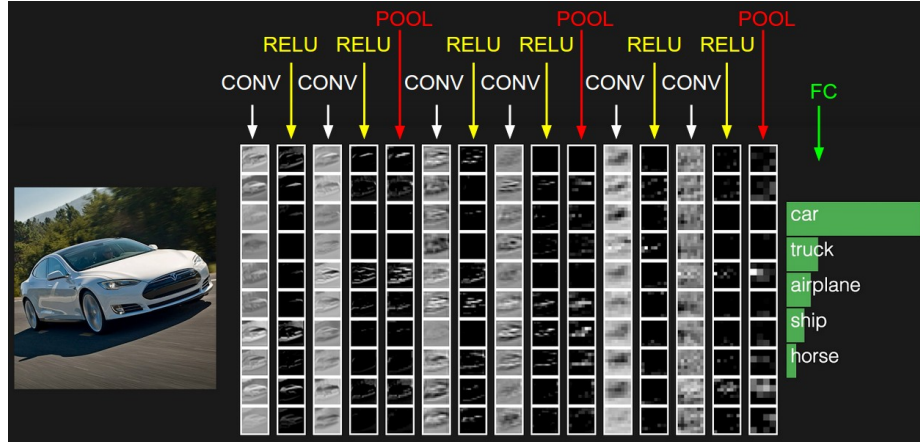 POOL POOL POOL
RELU RELU RELU RELU RELU RELU
CONV CONV CONV CONV CONV CONV FC
car
truck
airplane
ship
horse